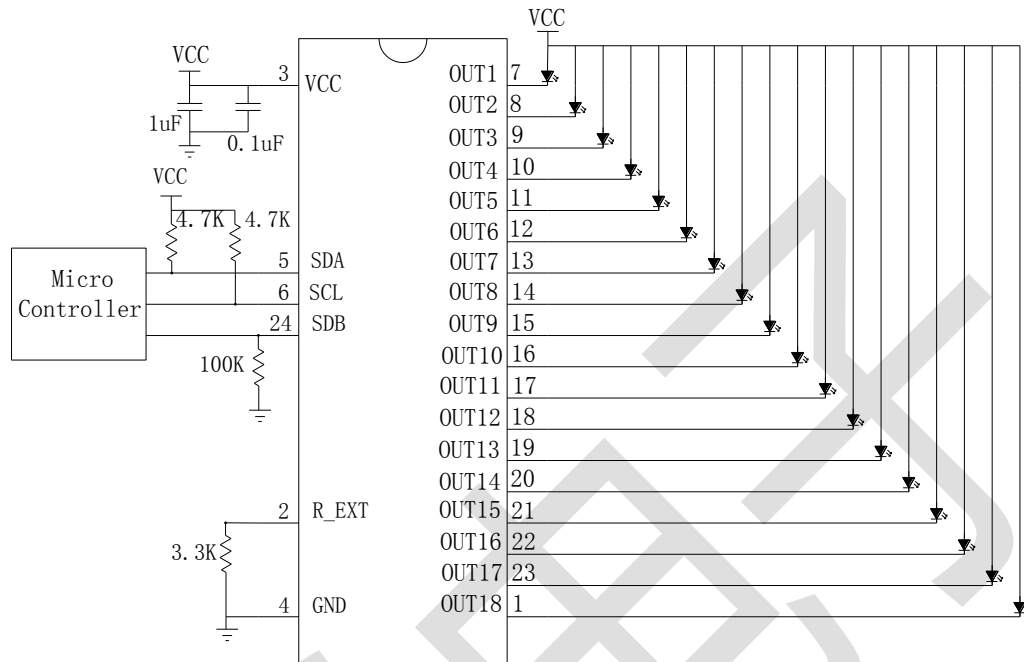 VCC
VCC
3
VCC
1uF
0.1uF
VCC
4.7K
4.7K
Micro
Controller
5
SDA
6
SCL
24
SDB
100K
2
R_EXT
3.3K
4
GND
OUT1
7
OUT2
8
OUT3
9
OUT4
10
OUT5
11
OUT6
12
OUT7
13
OUT8
14
OUT9
15
OUT10
16
OUT11
17
OUT12
18
OUT13
19
OUT14
20
OUT15
21
OUT16
22
OUT17
23
OUT18
1